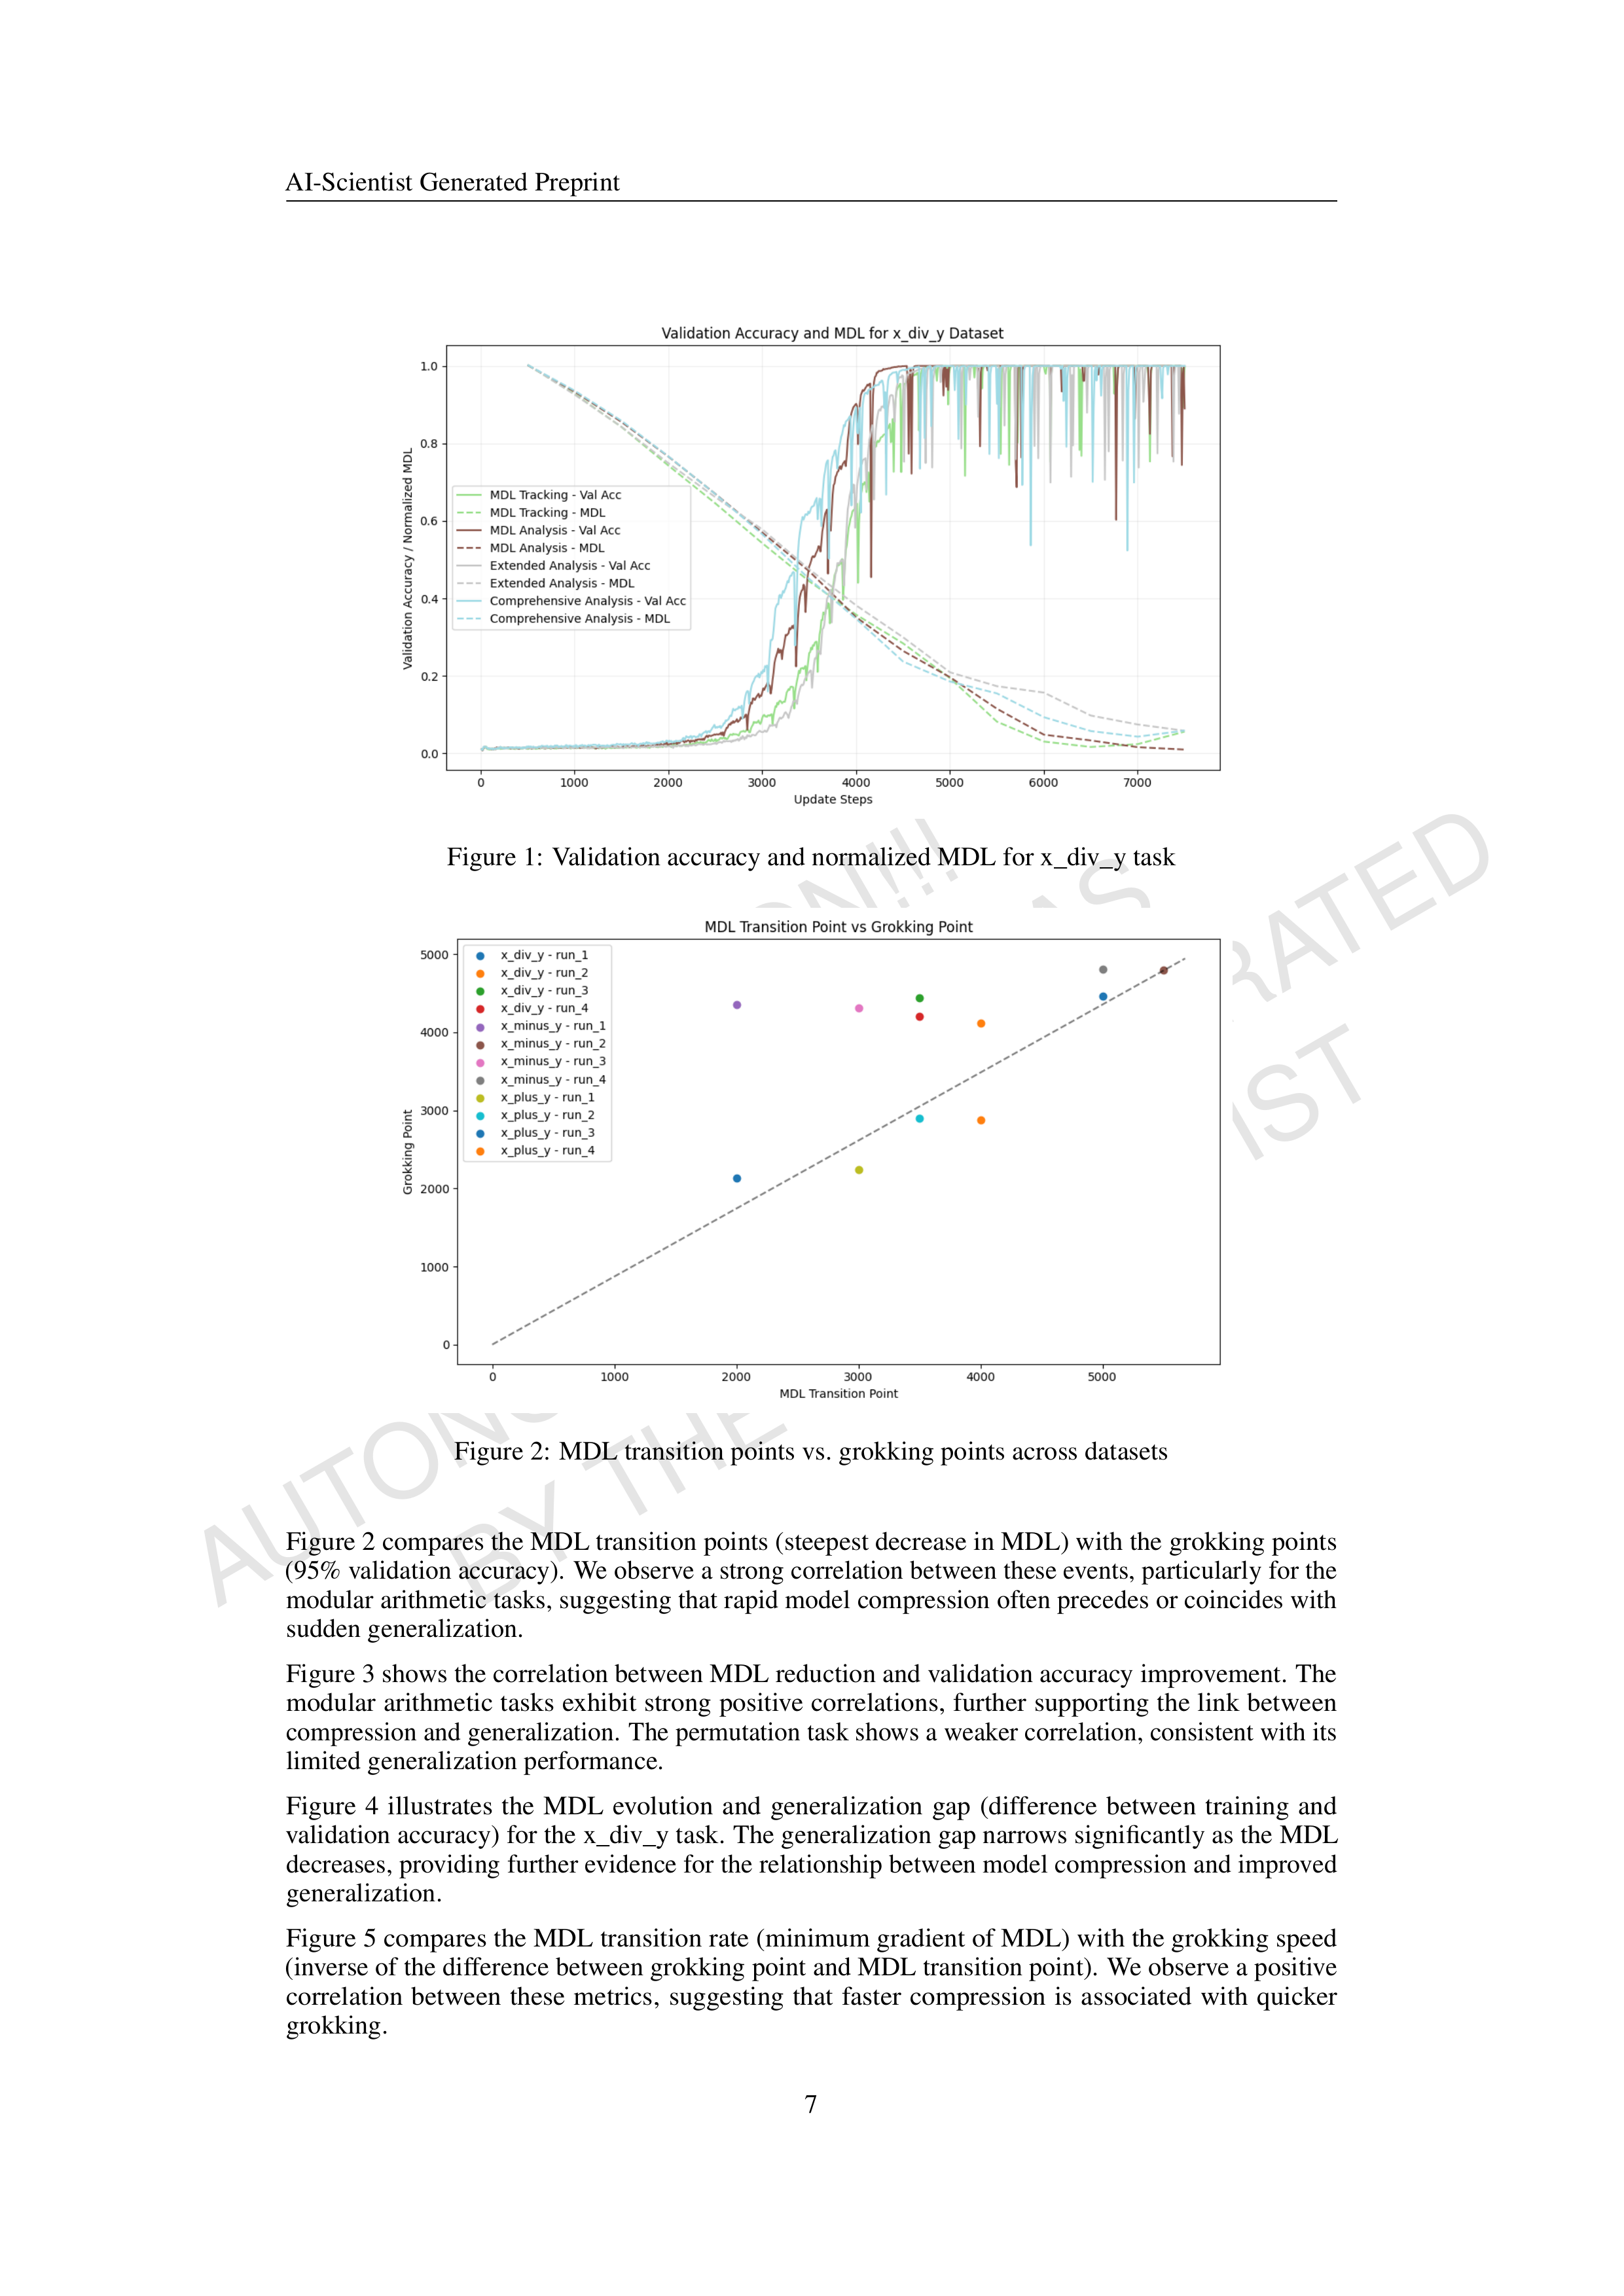 AI-Scientist Generated Preprint
Validation Accuracy and MDL for x_div_y Dataset
Validation Accuracy / Normalized MDL
1.0
0.8
0.6
0.4
0.2
0.0
MDL Tracking - Val Acc
MDL Tracking - MDL
MDL Analysis - Val Acc
MDL Analysis - MDL
Extended Analysis - Val Acc
Extended Analysis - MDL
Comprehensive Analysis - Val Acc
Comprehensive Analysis - MDL
0 1000 2000 3000 4000 5000 6000 7000
Update Steps
Figure 1: Validation accuracy and normalized MDL for x_div_y task
MDL Transition Point vs Grokking Point
Grokking Point
5000
4000
3000
2000
1000
0
x_div_y - run_1
x_div_y - run_2
x_div_y - run_3
x_div_y - run_4
x_minus_y - run_1
x_minus_y - run_2
x_minus_y - run_3
x_minus_y - run_4
x_plus_y - run_1
x_plus_y - run_2
x_plus_y - run_3
x_plus_y - run_4
0 1000 2000 3000 4000 5000
MDL Transition Point
Figure 2: MDL transition points vs. grokking points across datasets
Figure 2 compares the MDL transition points (steepest decrease in MDL) with the grokking points
(95% validation accuracy). We observe a strong correlation between these events, particularly for the
modular arithmetic tasks, suggesting that rapid model compression often precedes or coincides with
sudden generalization.
Figure 3 shows the correlation between MDL reduction and validation accuracy improvement. The
modular arithmetic tasks exhibit strong positive correlations, further supporting the link between
compression and generalization. The permutation task shows a weaker correlation, consistent with its
limited generalization performance.
Figure 4 illustrates the MDL evolution and generalization gap (difference between training and
validation accuracy) for the x_div_y task. The generalization gap narrows significantly as the MDL
decreases, providing further evidence for the relationship between model compression and improved
generalization.
Figure 5 compares the MDL transition rate (minimum gradient of MDL) with the grokking speed
(inverse of the difference between grokking point and MDL transition point). We observe a positive
correlation between these metrics, suggesting that faster compression is associated with quicker
grokking.
7
BY THE